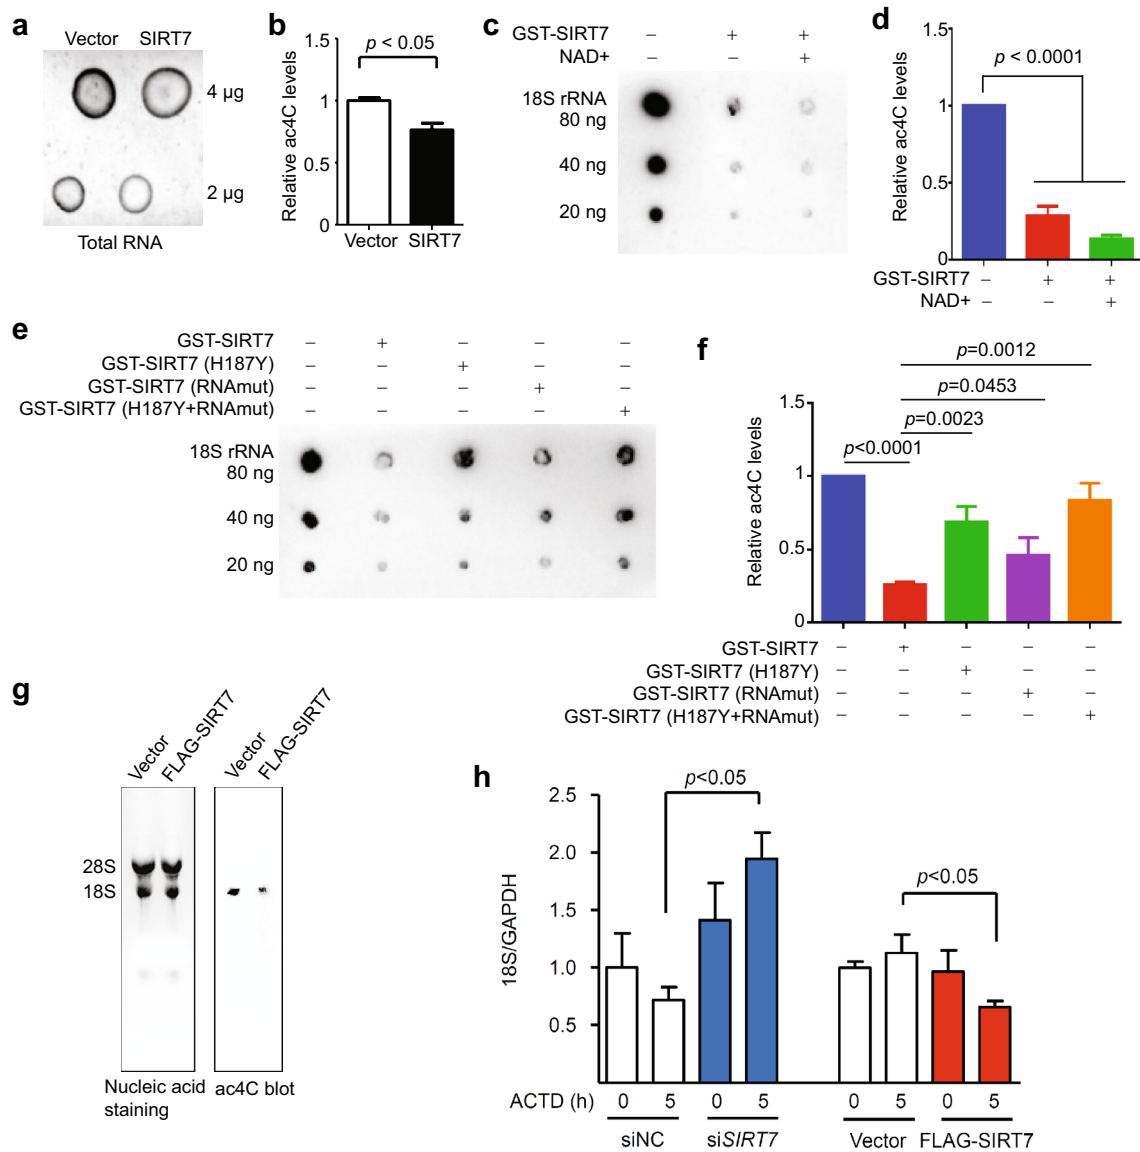 a
Vector SIRT7
4 µg
2 µg
Total RNA
b
Relative ac4C levels
1.5
1
0.5
0
p < 0.05
Vector SIRT7
c
GST-SIRT7 – + +
NAD+ – – +
18S rRNA
80 ng
40 ng
20 ng
d
Relative ac4C levels
1.5
1
0.5
0
p < 0.0001
GST-SIRT7 – + +
NAD+ – – +
e
GST-SIRT7 – + – – –
GST-SIRT7 (H187Y) – – + – –
GST-SIRT7 (RNAmut) – – – + –
GST-SIRT7 (H187Y+RNAmut) – – – – +
18S rRNA
80 ng
40 ng
20 ng
f
Relative ac4C levels
1.5
1
0.5
0
p=0.0012
p=0.0453
p=0.0023
p<0.0001
GST-SIRT7 – + – – –
GST-SIRT7 (H187Y) – – + – –
GST-SIRT7 (RNAmut) – – – + –
GST-SIRT7 (H187Y+RNAmut) – – – – +
g
Vector FLAG-SIRT7 Vector FLAG-SIRT7
28S
18S
Nucleic acid
staining
ac4C blot
h
18S/GAPDH
2.5
2.0
1.5
1.0
0.5
p<0.05
p<0.05
ACTD (h) 0 5 0 5 0 5 0 5
siNC siSIRT7 Vector FLAG-SIRT7